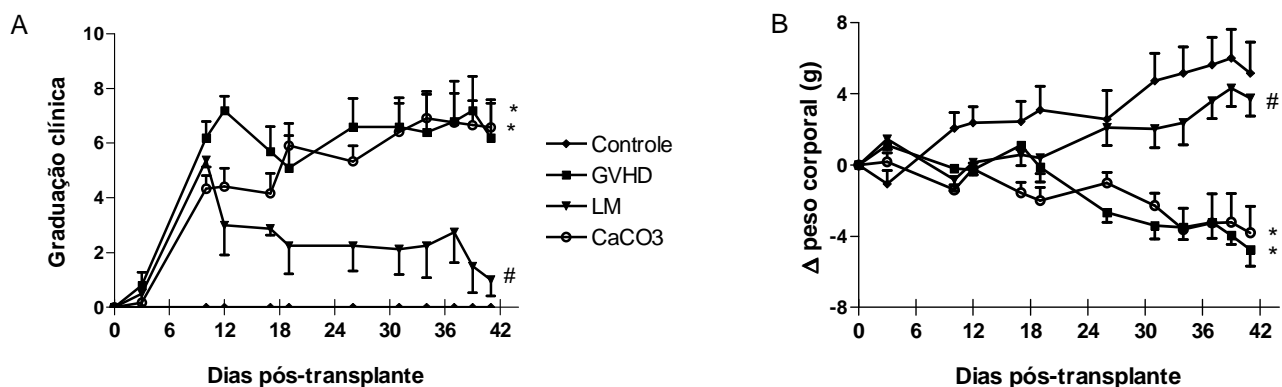 A
Graduação clínica
10
8
6
4
2
0
0 6 12 18 24 30 36 42
Dias pós-transplante
*
*
#
Controle
GVHD
LM
CaCO3
B
Δ peso corporal (g)
8
4
0
-4
-8
0 6 12 18 24 30 36 42
Dias pós-transplante
#
*
*